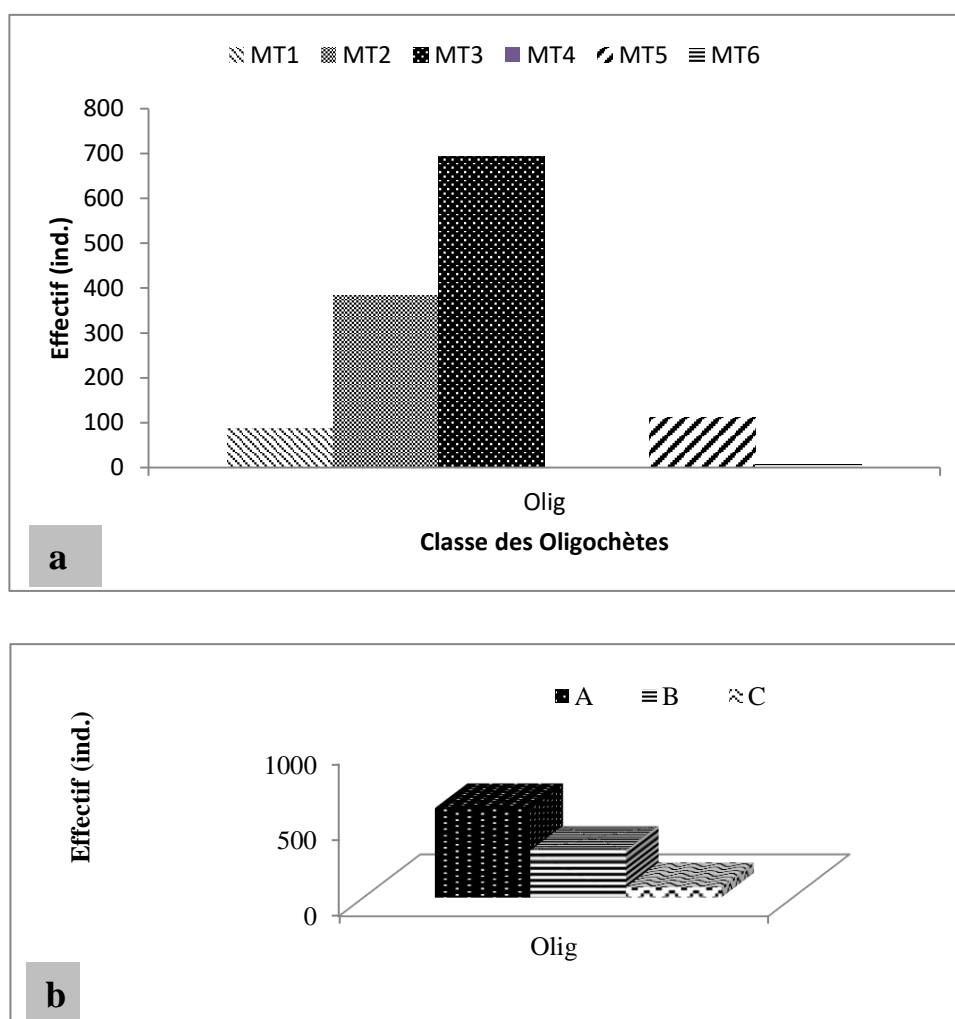 MT1 MT2 MT3 MT4 MT5 MT6
800
700
600
500
400
300
200
100
0
Effectif (ind.)
Olig
Classe des Oligochètes
a
A B C
Effectif (ind.)
1000
500
0
Olig
b